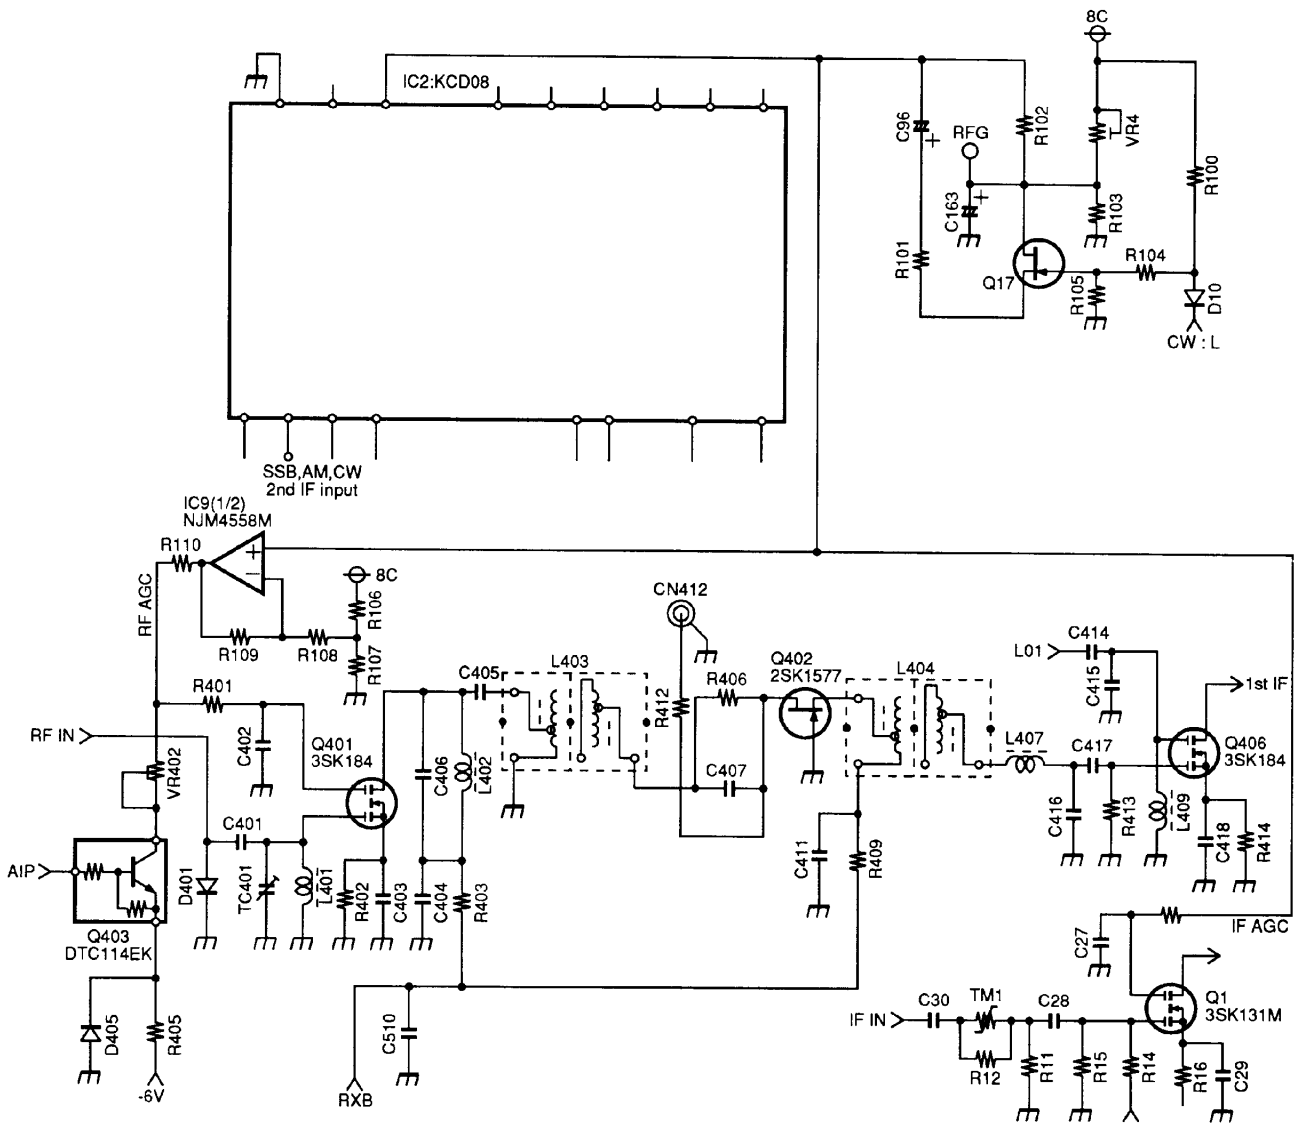 8C
IC2:KCD08
C96
RFG
R102
VR4
R100
C163
R103
R101
R104
Q17
R105
D10
CW : L
SSB,AM,CW
2nd IF input
IC9(1/2)
NJM4558M
R110
RF AGC
8C
R106
R109
R108
R107
CN412
R401
C405
L403
R412
R406
Q402
2SK1577
L404
L01
C414
C415
1st IF
RF IN
C402
Q401
3SK184
C406
L402
C407
L407
C417
Q406
3SK184
VR402
C401
C416
R413
L409
C418
R414
AIP
D401
TC401
L401
R402
C403
C404
R403
C411
R409
Q403
DTC114EK
IF AGC
C27
D405
R405
C510
C30
TM1
C28
Q1
3SK131M
IF IN
R12
R11
R15
R14
R16
C29
-6V
RXB